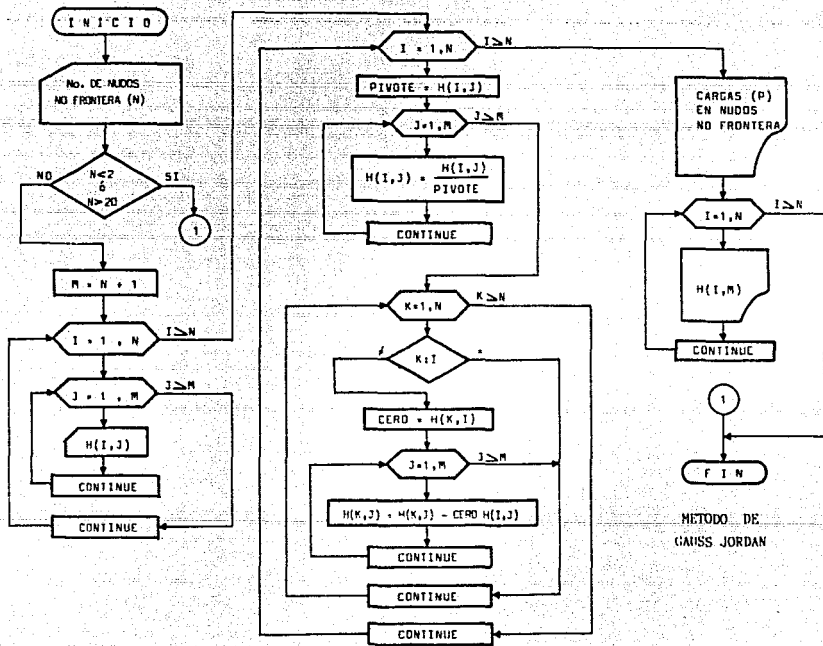 I N I C I O
No. DE NUDOS
NO FRONTERA (N)
N<2
ó
N>20
NO
SI
1
M = N + 1
I = 1 , N
I≥N
J = 1 , M
J≥M
H(I,J)
CONTINUE
CONTINUE
I = 1,N
I≥N
PIVOTE = H(I,J)
J=1,M
J≥M
H(I,J) = H(I,J)
PIVOTE
CONTINUE
K=1,N
K≥N
K:I
≠
=
CERO = H(K,I)
J=1,M
J≥M
H(K,J) = H(K,J) - CERO H(I,J)
CONTINUE
CONTINUE
CONTINUE
CARGAS (P)
EN NUDOS
NO FRONTERA
I=1,N
I≥N
H(I,M)
CONTINUE
1
F I N
METODO DE
GAUSS JORDAN